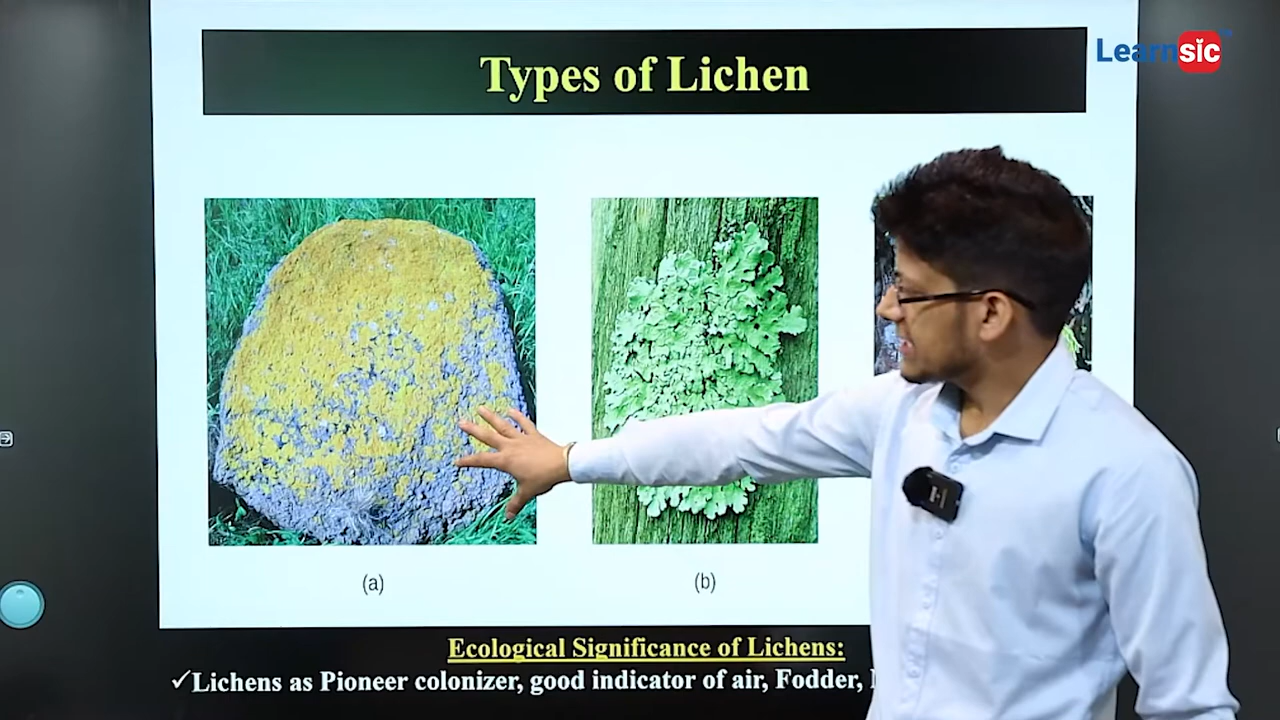 Types of Lichen
Learnsic
(a)
(b)
Ecological Significance of Lichens:
✓Lichens as Pioneer colonizer, good indicator of air, Fodder,